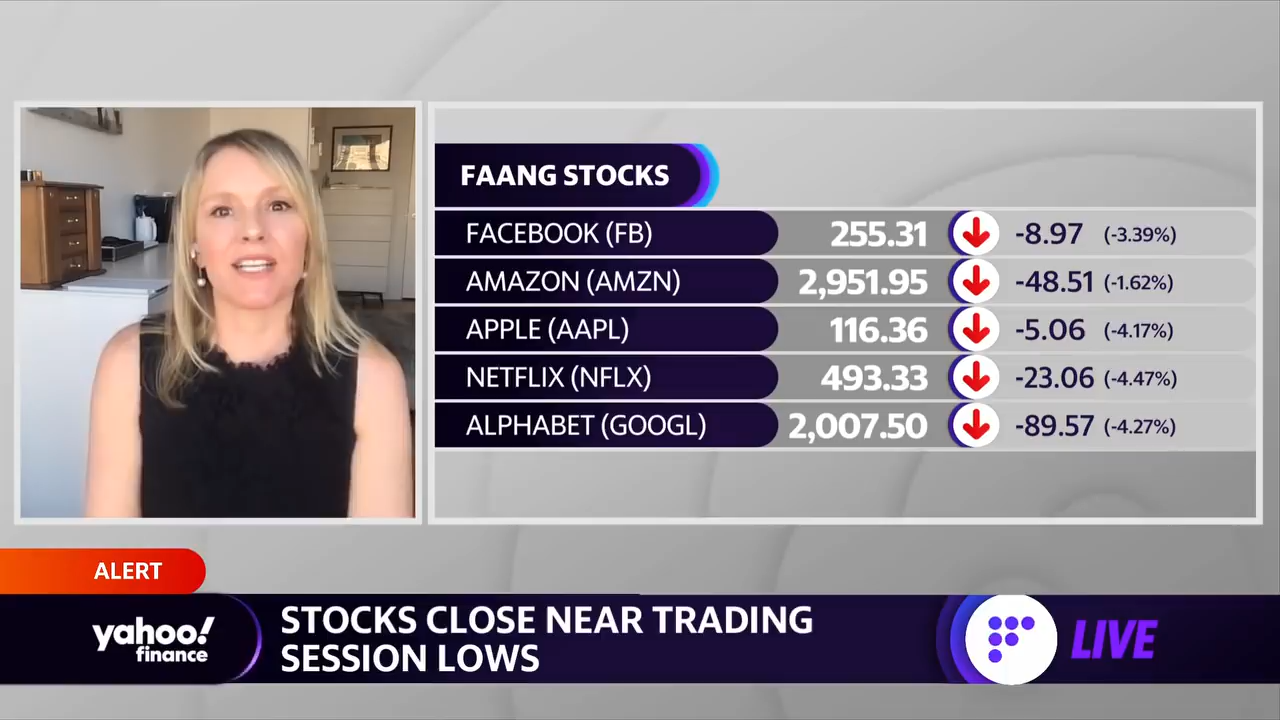 FAANG STOCKS
FACEBOOK (FB) 255.31 -8.97 (-3.39%)
AMAZON (AMZN) 2,951.95 -48.51 (-1.62%)
APPLE (AAPL) 116.36 -5.06 (-4.17%)
NETFLIX (NFLX) 493.33 -23.06 (-4.47%)
ALPHABET (GOOGL) 2,007.50 -89.57 (-4.27%)
ALERT
yahoo!
finance
STOCKS CLOSE NEAR TRADING
SESSION LOWS
LIVE